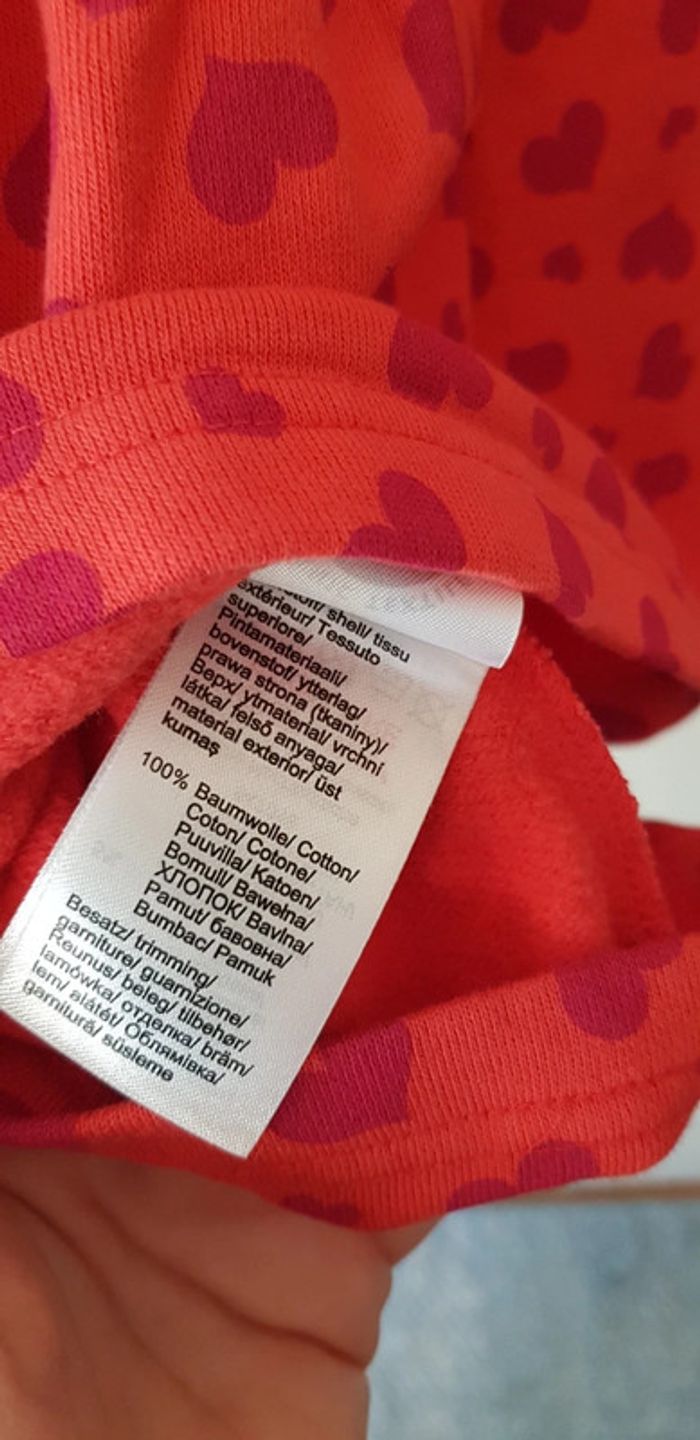 shell/ tissu
extérieur/ Tessuto
superiore/
Pintamateriaali/
bovenstof/ ytterlag/
prawa strona (tkaniny)/
Верх/ ytmaterial/ vrchní
látka/ felső anyaga/
material exterior/ üst
kumaş
100% Baumwolle/ Cotton/
Coton/ Cotone/
Puuvilla/ Katoen/
Bomull/ Bawełna/
ХЛОПОК/ Bavlna/
Pamut/ бавовна/
Bumbac/ Pamuk
Besatz/ trimming/
garniture/ guarnizione/
Reunus/ beleg/ tilbehør/
lamówka/ отделка/ bräm/
lem/ alátét/ Облямівка/
garnitură/ süsleme